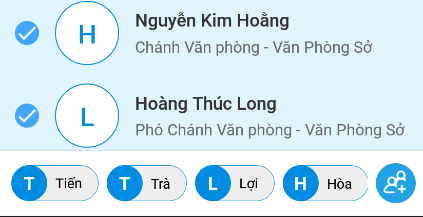 H
Nguyễn Kim Hoằng
Chánh Văn phòng - Văn Phòng Sở
L
Hoàng Thúc Long
Phó Chánh Văn phòng - Văn Phòng Sở
T Tiến T Trà L Lợi H Hòa